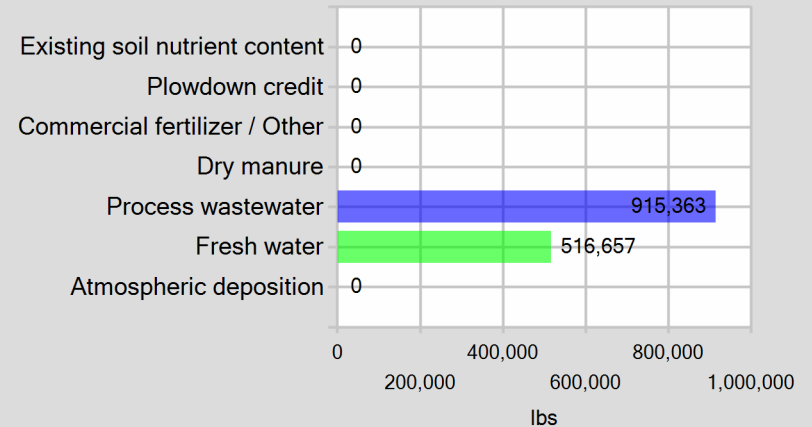 Existing soil nutrient content 0
Plowdown credit 0
Commercial fertilizer / Other 0
Dry manure 0
Process wastewater 915,363
Fresh water 516,657
Atmospheric deposition 0
0 400,000 800,000
200,000 600,000 1,000,000
lbs